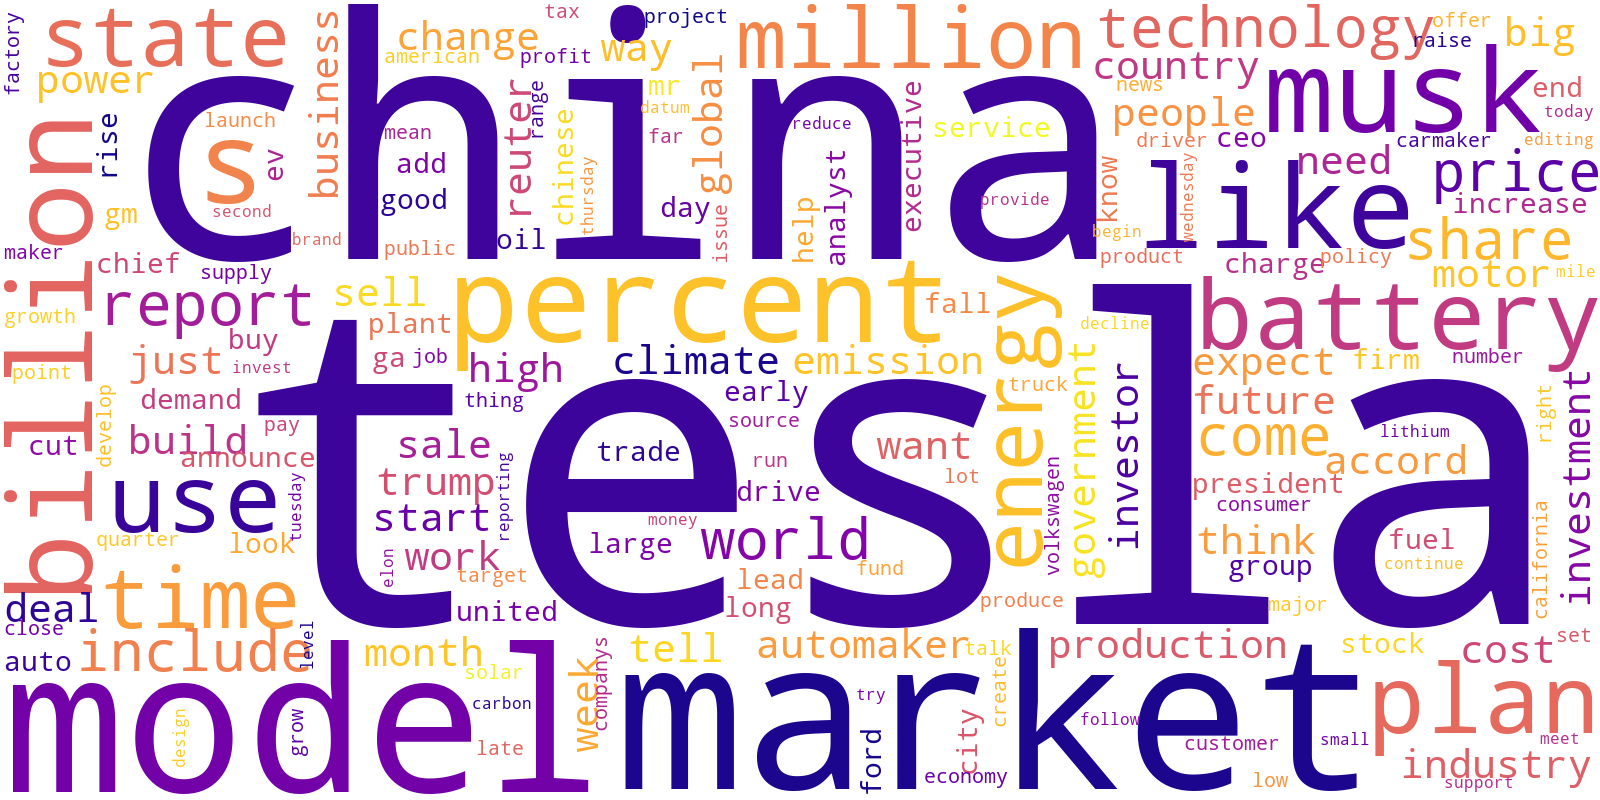 factory
state
power
billion
rise
gm
launch
s
second
ev
business
china
brand
tax
project
change
american
way
profit
mean
add
good
public
reuter
range
chinese
thursday
oil
mr
datum
far
day
global
issue
million
reduce
help
analyst
executive
service
provide
technology
offer
raise
big
country
news
people
driver
ceo
know
wednesday
begin
product
musk
carmaker
end
today
editing
like
need
price
increase
share
charge
policy
motor
mile
maker
chief
supply
growth
report
point
just
buy
invest
develop
demand
build
pay
cut
announce
use
tuesday
quarter
look
time
deal
close
level
auto
include
sell
plant
ga
job
high
thing
percent
climate
emission
fall
early
source
energy
decline
truck
government
investor
battery
expect
firm
number
future
come
lithium
right
accord
investment
president
consumer
think
fuel
group
continue
california
major
tesla
sale
trump
start
reporting
work
elon
target
united
trade
run
drive
money
large
world
want
lot
lead
fund
long
produce
volkswagen
model
design
grow
month
solar
carbon
late
week
companys
tell
automaker
talk
try
ford
city
economy
create
market
production
follow
customer
low
small
stock
cost
set
plan
meet
industry
support